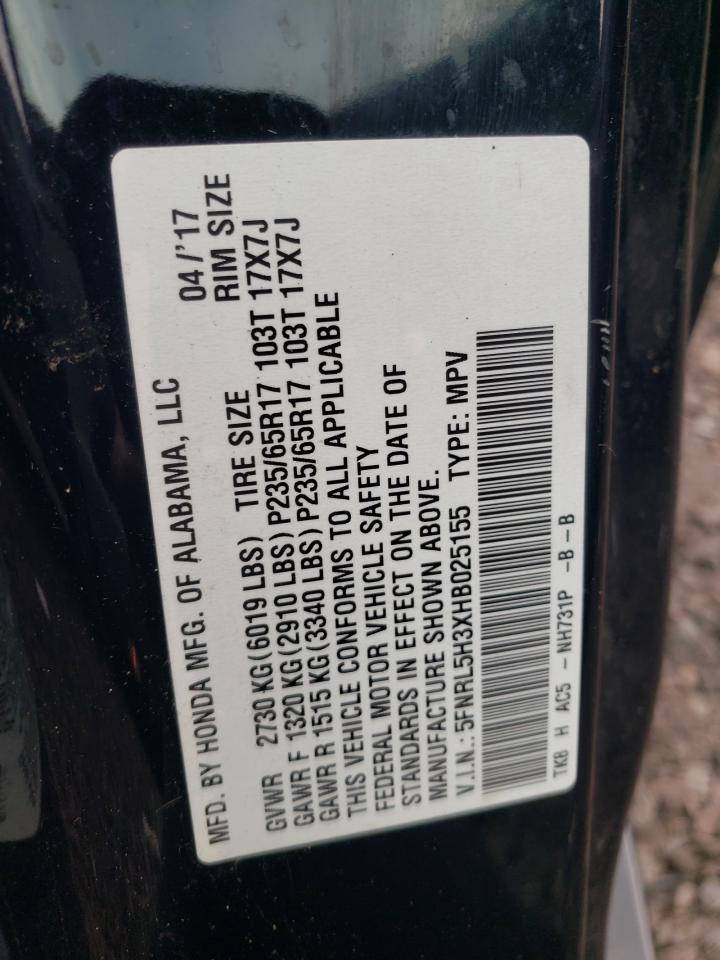 MFD. BY HONDA MFG. OF ALABAMA, LLC 04/'17
GVWR 2730 KG(6019 LBS) TIRE SIZE RIM SIZE
GAWR F 1320 KG(2910 LBS) P235/65R17 103T 17X7J
GAWR R 1515 KG(3340 LBS) P235/65R17 103T 17X7J
THIS VEHICLE CONFORMS TO ALL APPLICABLE
FEDERAL MOTOR VEHICLE SAFETY
STANDARDS IN EFFECT ON THE DATE OF
MANUFACTURE SHOWN ABOVE.
V.I.N.: 5FNRL5H3XHB025155 TYPE: MPV
TK8 H AC5 - NH731P -B-B